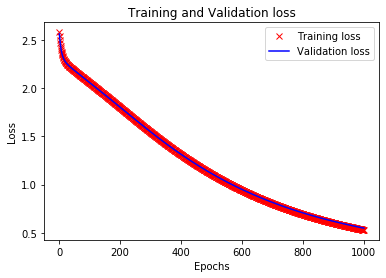 Training and Validation loss
Training loss
Validation loss
Loss
2.5
2.0
1.5
1.0
0.5
0 200 400 600 800 1000
Epochs